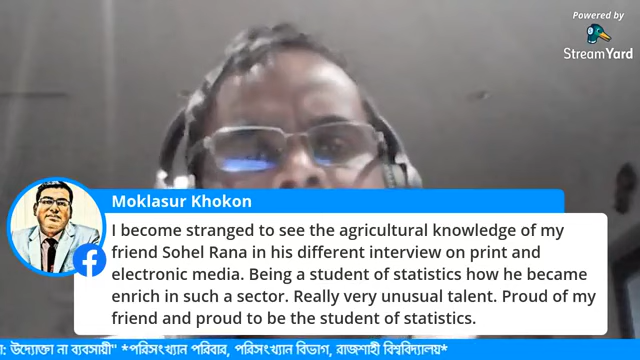 Powered by
StreamYard
Moklasur Khokon
I become stranged to see the agricultural knowledge of my
friend Sohel Rana in his different interview on print and
electronic media. Being a student of statistics how he became
enrich in such a sector. Really very unusual talent. Proud of my
friend and proud to be the student of statistics.
া: উদ্যোক্তা না ব্যবসায়ী" *পরিসংখ্যান পরিবার, পরিসংখ্যান বিভাগ, রাজশাহী বিশ্ববিদ্যালয়*